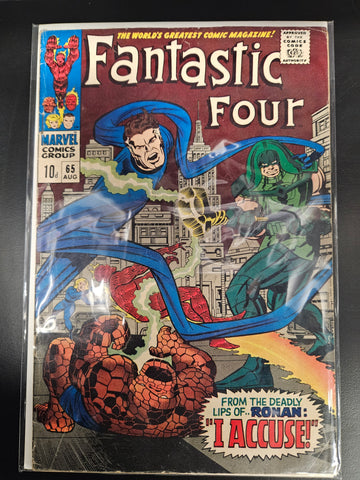 THE WORLD'S GREATEST COMIC MAGAZINE!
Fantastic
Four
APPROVED
BY THE
COMICS
CODE
AUTHORITY
MARVEL
COMICS
GROUP
10d
65
AUG
FROM THE DEADLY
LIPS OF.. RONAN:
"I ACCUSE!"